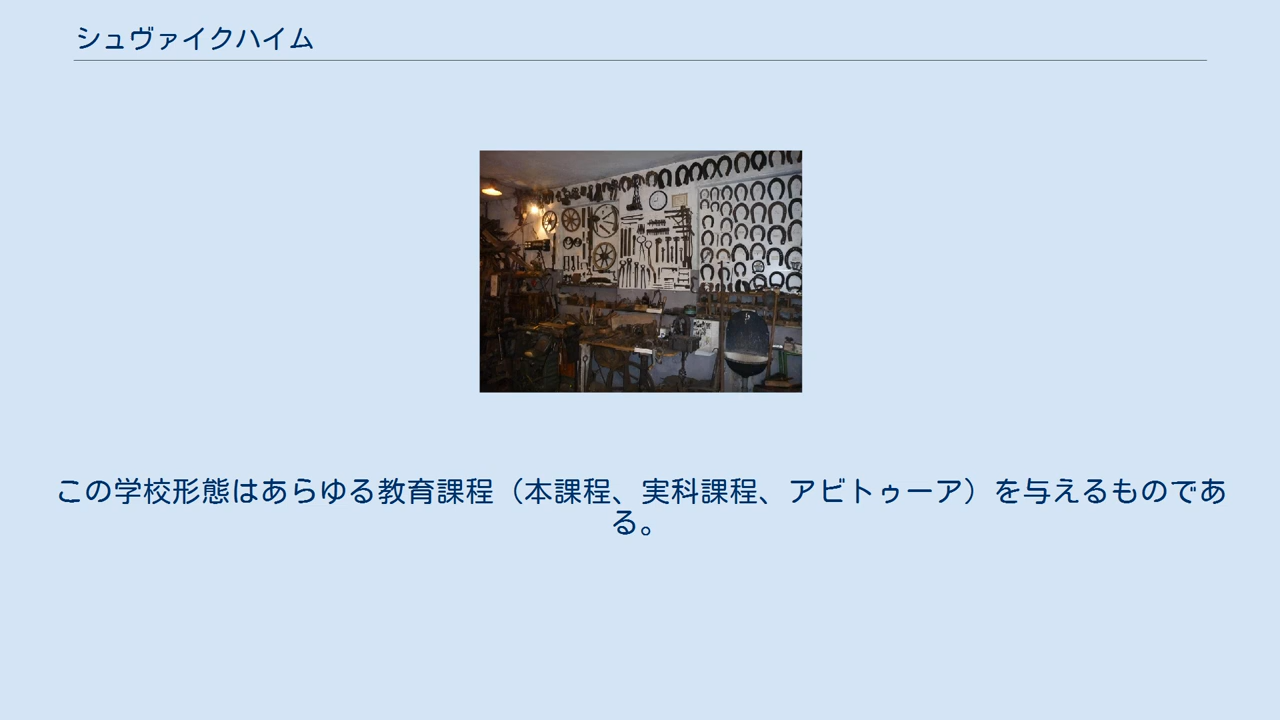 シュヴァイクハイム
この学校形態はあらゆる教育課程（本課程、実科課程、アビトゥーア）を与えるものであ
る。